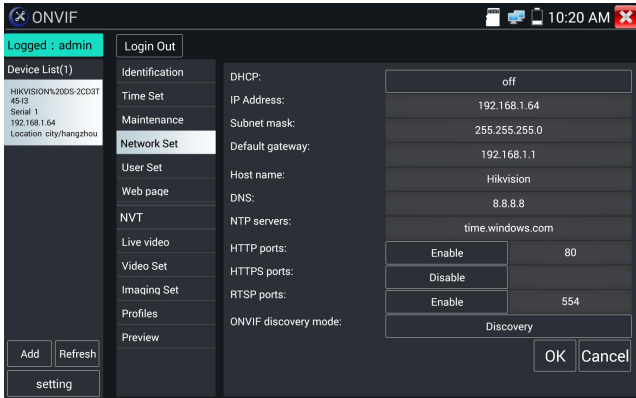 ONVIF
10:20 AM
Logged : admin
Login Out
Device List(1)
HIKVISION%20DS-2CD3T
45-I3
Serial 1
192.168.1.64
Location city/hangzhou
Add
Refresh
setting
Identification
Time Set
Maintenance
Network Set
User Set
Web page
NVT
Live video
Video Set
Imaging Set
Profiles
Preview
DHCP: off
IP Address: 192.168.1.64
Subnet mask: 255.255.255.0
Default gateway: 192.168.1.1
Host name: Hikvision
DNS: 8.8.8.8
NTP servers: time.windows.com
HTTP ports: Enable 80
HTTPS ports: Disable
RTSP ports: Enable 554
ONVIF discovery mode: Discovery
OK Cancel